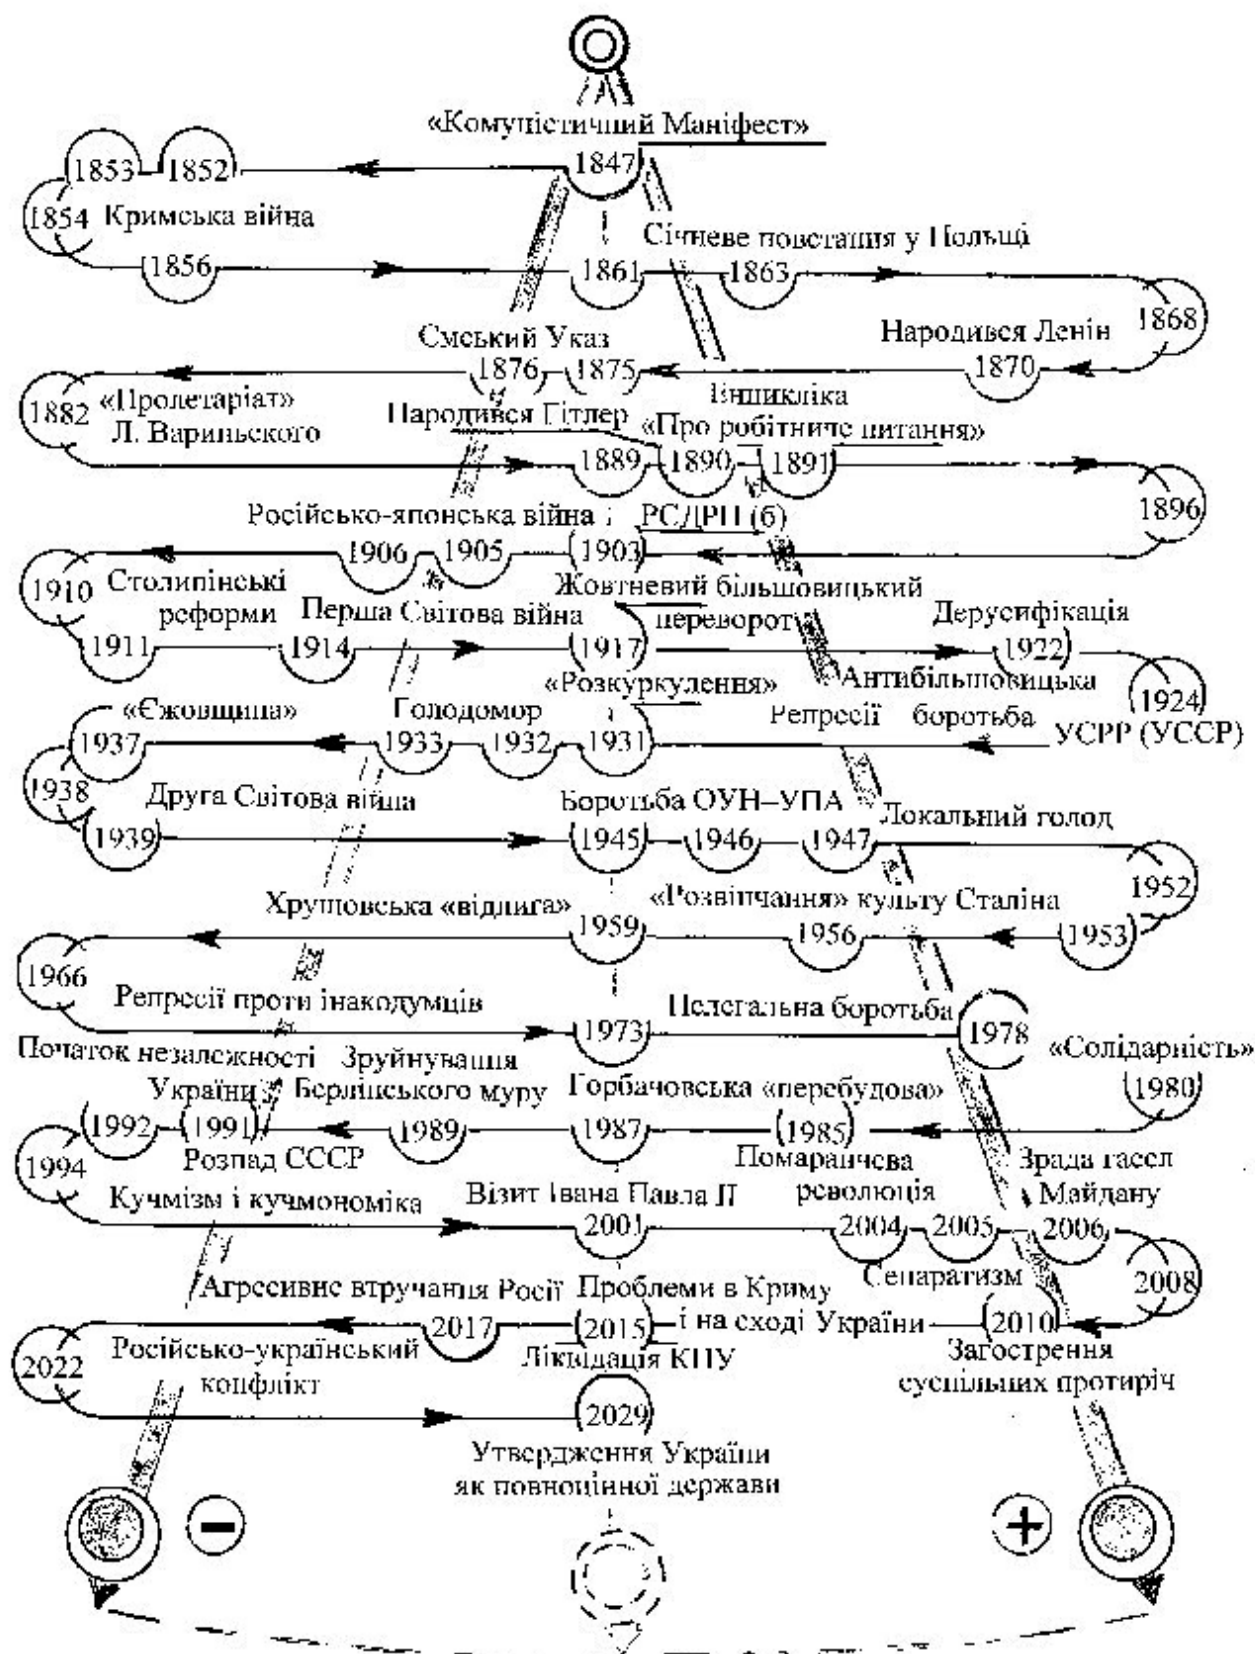 «Комуністичний Маніфест»
1853 1852 1847
1854 Кримська війна
Січневе повстання у Польщі
1856 1861 1863
1868
Ємський Указ Народився Ленін
1876 1875 1870
1882 «Пролетаріат» Енцикліка
Л. Вариньского Народився Гітлер «Про робітниче питання»
1889 1890 1891
1896
Російсько-японська війна РСДРП (б)
1906 1905 1903
1910 Столипінські Жовтневий більшовицький
реформи Перша Світова війна переворот Дерусифікація
1911 1914 1917 1922
«Розкуркулення» Антибільшовицька 1924
«Єжовщина» Голодомор Репресії боротьба УСРР (УССР)
1937 1933 1932 1931
1938 Друга Світова війна Боротьба ОУН–УПА Локальний голод
1939 1945 1946 1947
1952
Хрущовська «відлига» «Розвінчання» культу Сталіна
1959 1956 1953
1966
Репресії проти інакодумців Нелегальна боротьба
1973 1978
Початок незалежності Зруйнування «Солідарність»
України Берлінського муру Горбачовська «перебудова» 1980
1992 1991 1989 1987 1985
1994 Розпад СССР Помаранчева Зрада гасел
Кучмізм і кучмономіка Візит Івана Павла II революція Майдану
2001 2004 2005 2006
Агресивне втручання Росії Проблеми в Криму Сепаратизм 2008
2017 2015 і на сході України 2010
2022 Російсько-український Ліквідація КПУ Загострення
конфлікт суспільних протиріч
2029
Утвердження України
як повноцінної держави
− +